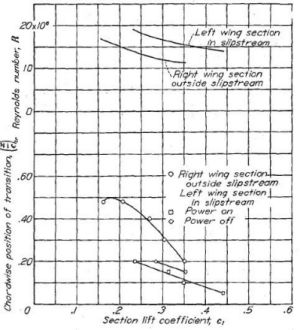 20x10⁶
10
0
Reynolds number, R
Left wing section
in slipstream
Right wing section
outside slipstream
.60
.40
.20
0
Chordwise position of transition,
Right wing section
outside slipstream
Left wing section
in slipstream
Power on
Power off
.1 .2 .3 .4 .5 .6
Section lift coefficient, cₗ